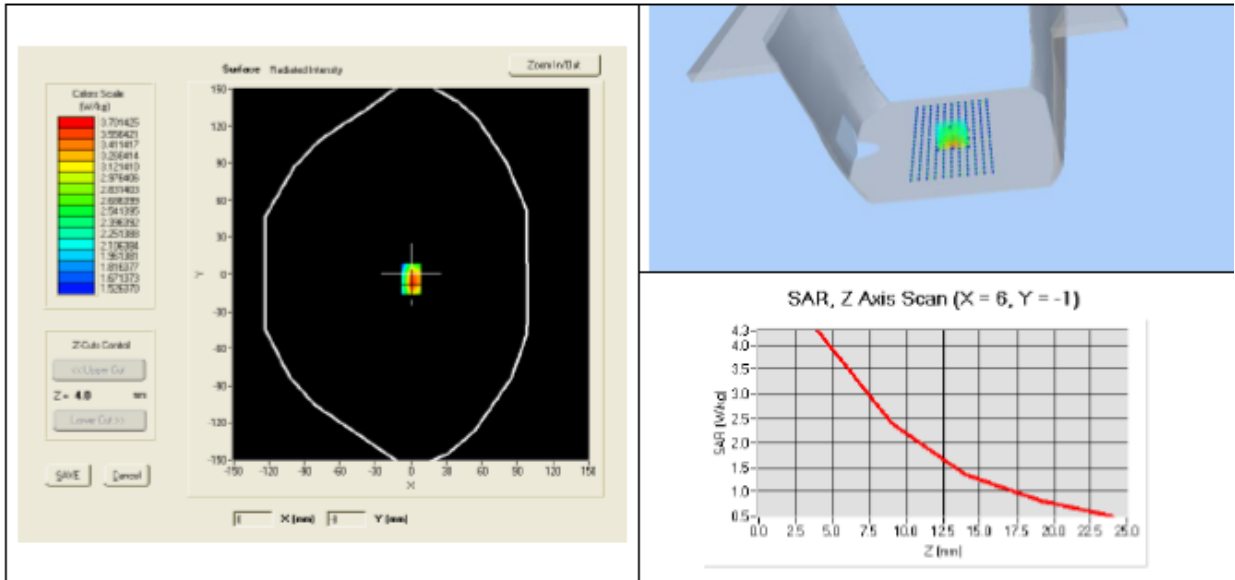 Surface Radiated Intensity
Zoom In/Out
Colors Scale
(W/kg)
3.701425
3.556421
3.411417
3.266414
3.121410
2.976406
2.831403
2.686399
2.541395
2.396392
2.251388
2.106384
1.961381
1.816377
1.671373
1.526370
Z-Cuts Control
<< Upper Cut
Z = 4.0 mm
Lower Cut >>
SAVE Cancel
150
120
90
60
30
0
-30
-60
-90
-120
-150
Y
-150 -120 -90 -60 -30 0 30 60 90 120 150
X
X (mm) Y (mm)
SAR, Z Axis Scan (X = 6, Y = -1)
4.3
4.0
3.5
3.0
2.5
2.0
1.5
1.0
0.5
SAR (W/kg)
0.0 2.5 5.0 7.5 10.0 12.5 15.0 17.5 20.0 22.5 25.0
Z (mm)